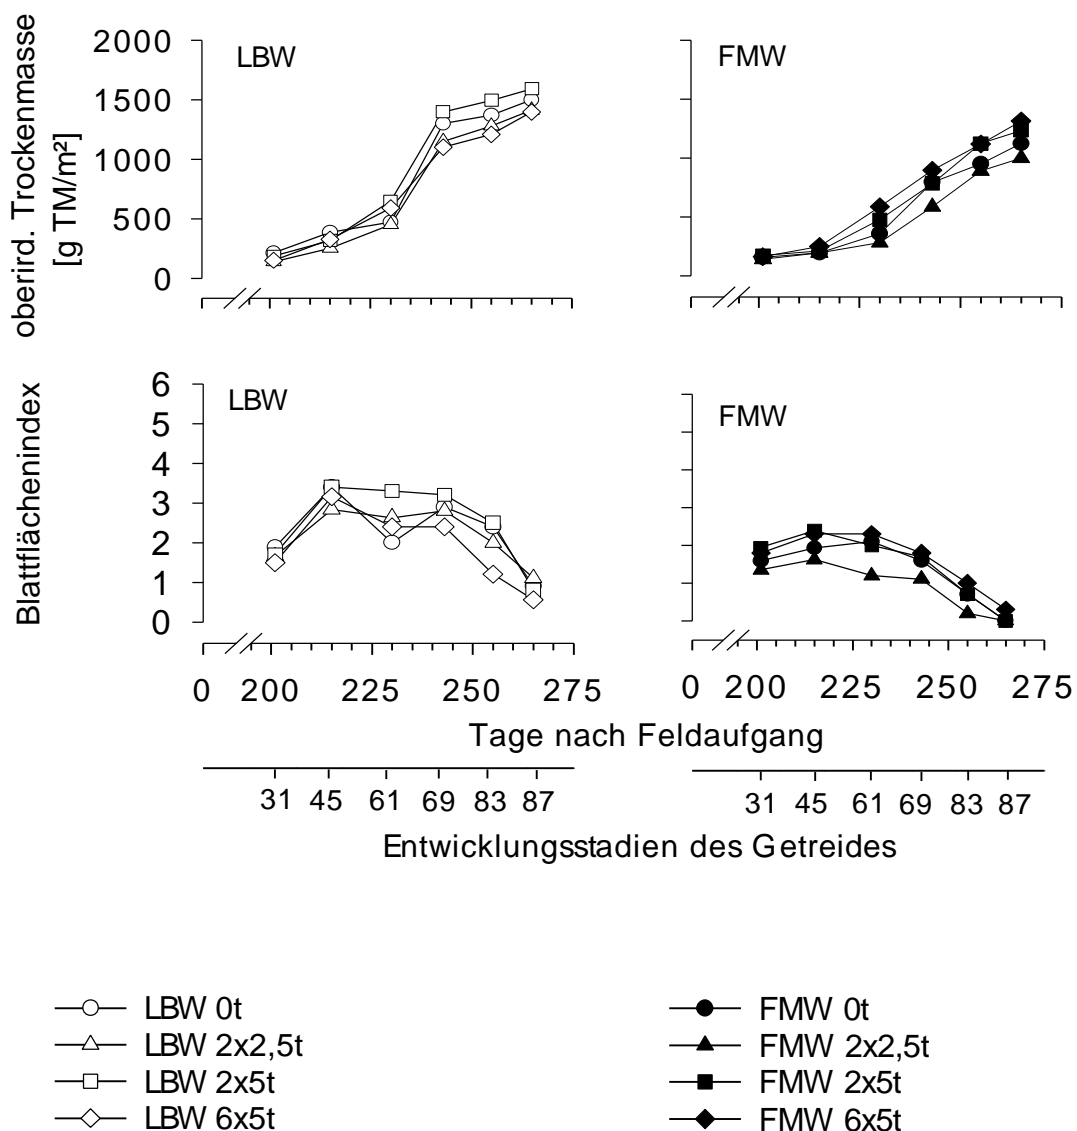 oberird. Trockenmasse
[g TM/m²]
2000
1500
1000
500
0
LBW
FMW
Blattflächenindex
6
5
4
3
2
1
0
LBW
FMW
0 200 225 250 275
0 200 225 250 275
Tage nach Feldaufgang
31 45 61 69 83 87
31 45 61 69 83 87
Entwicklungsstadien des Getreides
LBW 0t
LBW 2x2,5t
LBW 2x5t
LBW 6x5t
FMW 0t
FMW 2x2,5t
FMW 2x5t
FMW 6x5t